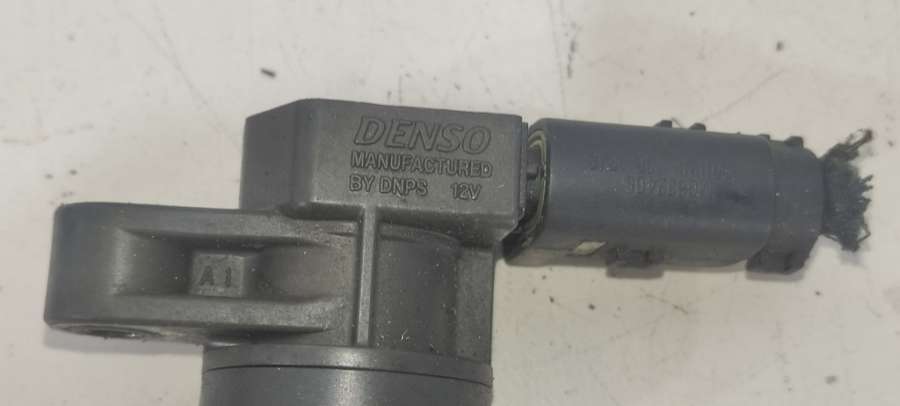 DENSO
MANUFACTURED
BY DNPS 12V
A1